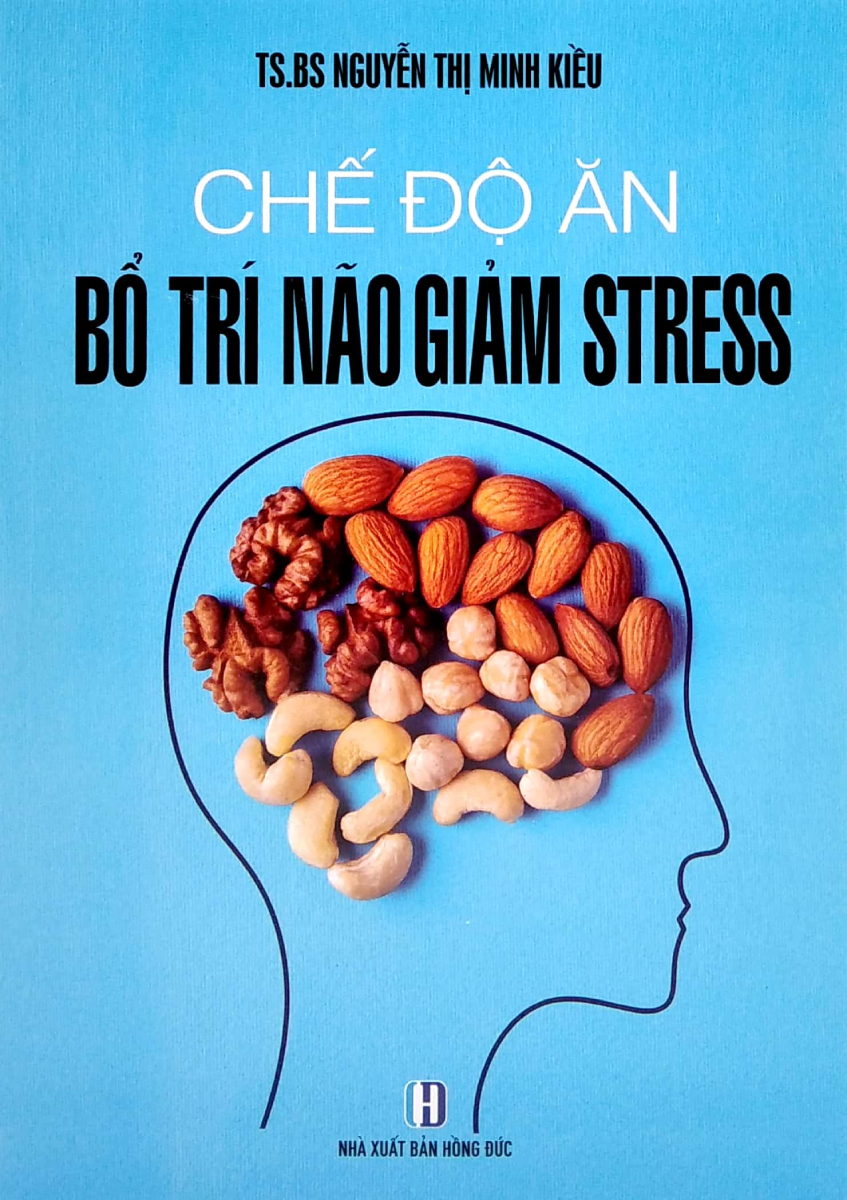 TS.BS NGUYỄN THỊ MINH KIỀU
CHẾ ĐỘ ĂN
BỔ TRÍ NÃO GIẢM STRESS
NHÀ XUẤT BẢN HỒNG ĐỨC